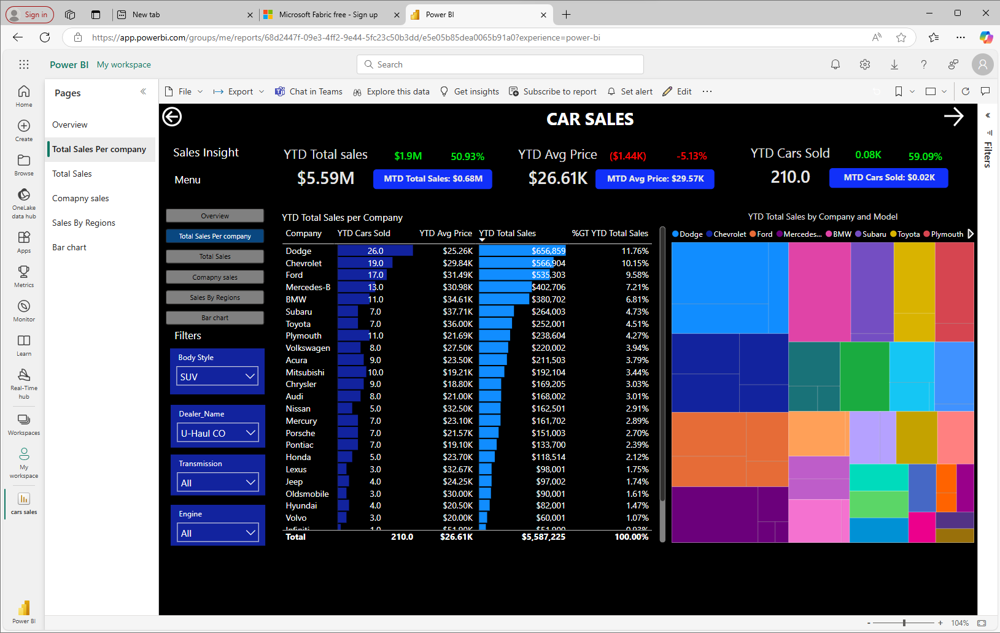 Sign in
New tab
Microsoft Fabric free - Sign up
Power BI
https://app.powerbi.com/groups/me/reports/68d2447f-09e3-4ff2-9e44-5fc23c50b3dd/e5e05b85dea0065b91a0?experience=power-bi
Power BI My workspace
Search
Home
Create
Browse
OneLake data hub
Apps
Metrics
Monitor
Learn
Real-Time hub
Workspaces
My workspace
cars sales
Power BI
Pages
Overview
Total Sales Per company
Total Sales
Comapny sales
Sales By Regions
Bar chart
File
Export
Chat in Teams
Explore this data
Get insights
Subscribe to report
Set alert
Edit
CAR SALES
Sales Insight
Menu
YTD Total sales $1.9M 50.93%
$5.59M MTD Total Sales: $0.68M
YTD Avg Price ($1.44K) -5.13%
$26.61K MTD Avg Price: $29.57K
YTD Cars Sold 0.08K 59.09%
210.0 MTD Cars Sold: $0.02K
Overview
Total Sales Per company
Total Sales
Comapny sales
Sales By Regions
Bar chart
Filters
Body Style
SUV
Dealer_Name
U-Haul CO
Transmission
All
Engine
All
YTD Total Sales per Company
Company YTD Cars Sold YTD Avg Price YTD Total Sales %GT YTD Total Sales
Dodge 26.0 $25.26K $656,859 11.76%
Chevrolet 19.0 $29.84K $566,904 10.15%
Ford 17.0 $31.49K $535,303 9.58%
Mercedes-B 13.0 $30.98K $402,706 7.21%
BMW 11.0 $34.61K $380,702 6.81%
Subaru 7.0 $37.71K $264,003 4.73%
Toyota 7.0 $36.00K $252,001 4.51%
Plymouth 11.0 $21.69K $238,604 4.27%
Volkswagen 8.0 $27.50K $220,002 3.94%
Acura 9.0 $23.50K $211,503 3.79%
Mitsubishi 10.0 $19.21K $192,104 3.44%
Chrysler 9.0 $18.80K $169,205 3.03%
Audi 8.0 $21.00K $168,002 3.01%
Nissan 5.0 $32.50K $162,501 2.91%
Mercury 7.0 $23.10K $161,702 2.89%
Porsche 7.0 $21.57K $151,003 2.70%
Pontiac 7.0 $19.10K $133,700 2.39%
Honda 5.0 $23.70K $118,514 2.12%
Lexus 3.0 $32.67K $98,001 1.75%
Jeep 4.0 $24.25K $97,002 1.74%
Oldsmobile 3.0 $30.00K $90,001 1.61%
Hyundai 4.0 $20.50K $82,001 1.47%
Volvo 3.0 $20.00K $60,001 1.07%
Infiniti 1.0 $51.90K $51,900 0.93%
Total 210.0 $26.61K $5,587,225 100.00%
YTD Total Sales by Company and Model
Dodge Chevrolet Ford Mercedes... BMW Subaru Toyota Plymouth
Filters
104%